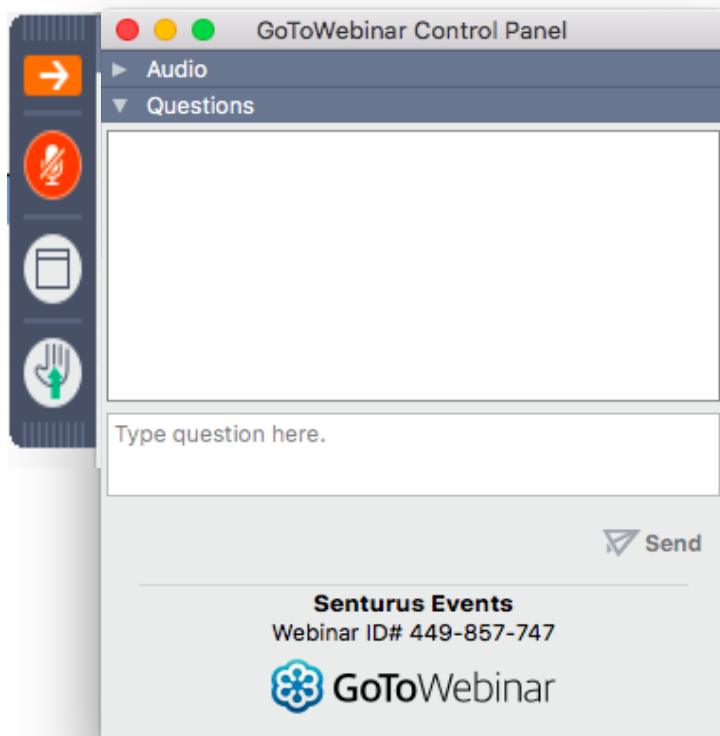 GoToWebinar Control Panel
Audio
Questions
Type question here.
Send
Senturus Events
Webinar ID# 449-857-747
GoToWebinar